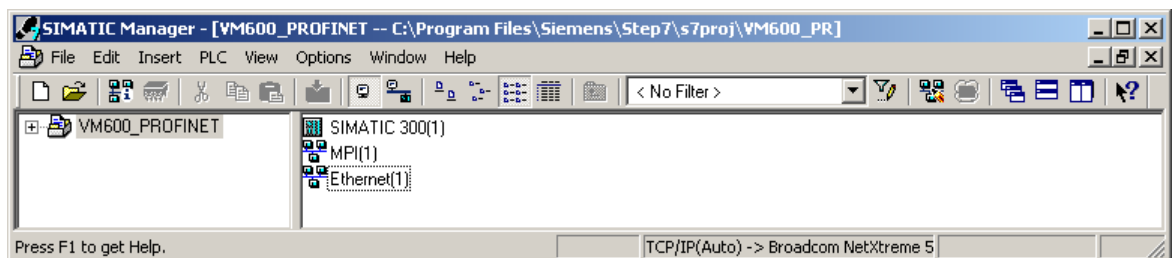 SIMATIC Manager - [VM600_PROFINET -- C:\Program Files\Siemens\Step7\s7proj\VM600_PR]
File Edit Insert PLC View Options Window Help
< No Filter >
VM600_PROFINET
SIMATIC 300(1)
MPI(1)
Ethernet(1)
Press F1 to get Help.
TCP/IP(Auto) -> Broadcom NetXtreme 5